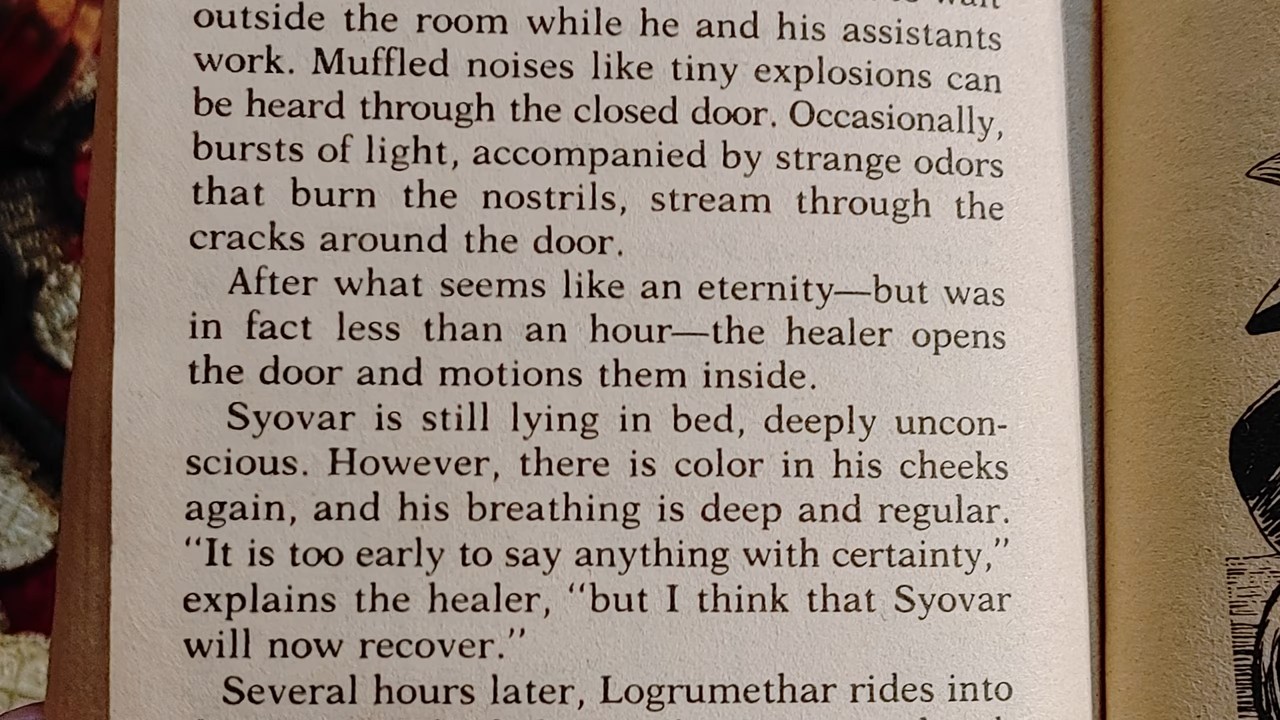 outside the room while he and his assistants
work. Muffled noises like tiny explosions can
be heard through the closed door. Occasionally,
bursts of light, accompanied by strange odors
that burn the nostrils, stream through the
cracks around the door.
After what seems like an eternity—but was
in fact less than an hour—the healer opens
the door and motions them inside.
Syovar is still lying in bed, deeply uncon-
scious. However, there is color in his cheeks
again, and his breathing is deep and regular.
“It is too early to say anything with certainty,”
explains the healer, “but I think that Syovar
will now recover.”
Several hours later, Logrumethar rides into